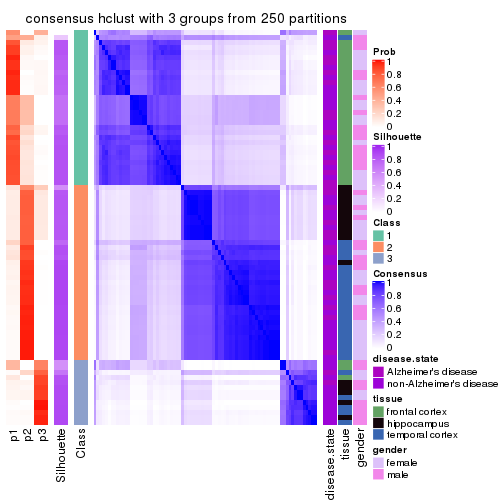 consensus hclust with 3 groups from 250 partitions
Prob
1
0.8
0.6
0.4
0.2
0
Silhouette
1
0.8
0.6
0.4
0.2
0
Class
1
2
3
Consensus
1
0.8
0.6
0.4
0.2
0
disease.state
Alzheimer's disease
non-Alzheimer's disease
tissue
frontal cortex
hippocampus
temporal cortex
gender
female
male
p1
p2
p3
Silhouette
Class
disease.state
tissue
gender